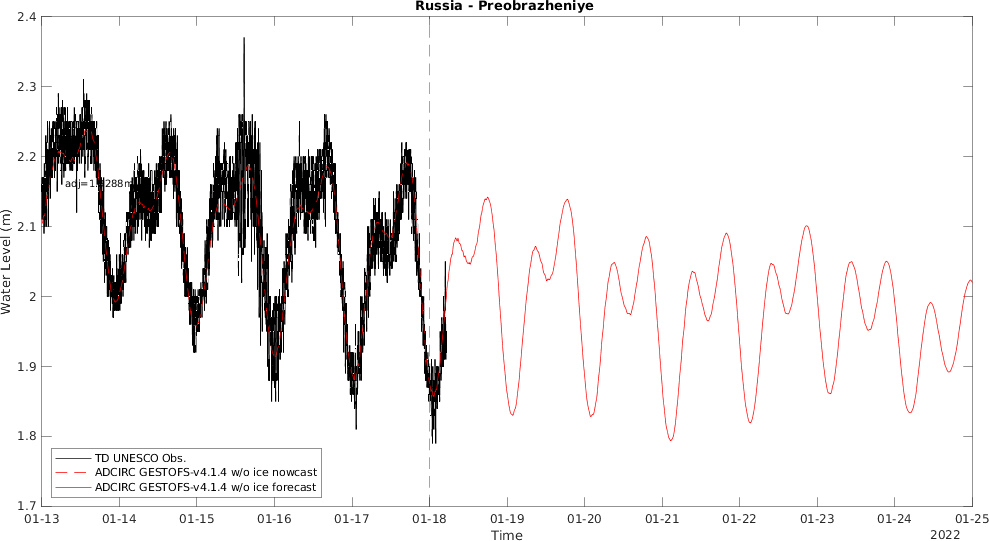 Russia - Preobrazheniye
2.4
2.3
2.2
2.1
2
1.9
1.8
1.7
Water Level (m)
TD UNESCO Obs.
ADCIRC GESTOFS-v4.1.4 w/o ice nowcast
ADCIRC GESTOFS-v4.1.4 w/o ice forecast
01-13 01-14 01-15 01-16 01-17 01-18 01-19 01-20 01-21 01-22 01-23 01-24 01-25
Time
2022